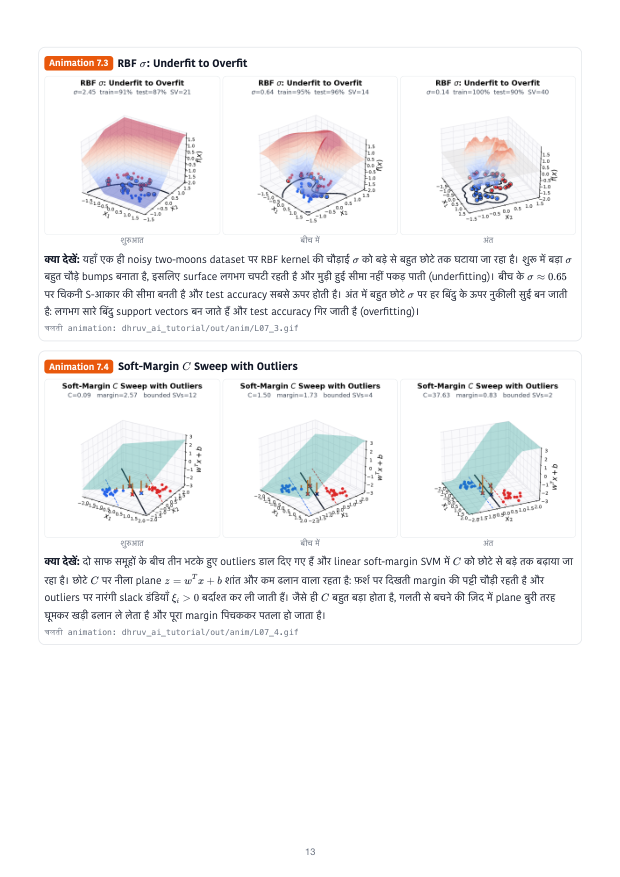 Animation 7.3 RBF σ: Underfit to Overfit
RBF σ: Underfit to Overfit
σ=2.45 train=91% test=87% SV=21
RBF σ: Underfit to Overfit
σ=0.64 train=95% test=96% SV=14
RBF σ: Underfit to Overfit
σ=0.14 train=100% test=90% SV=40
शुरुआत
बीच में
अंत
क्या देखें: यहाँ एक ही noisy two-moons dataset पर RBF kernel की चौड़ाई σ को बड़े से बहुत छोटे तक घटाया जा रहा है। शुरू में बड़ा σ
बहुत चौड़े bumps बनाता है, इसलिए surface लगभग चपटी रहती है और मुड़ी हुई सीमा नहीं पकड़ पाती (underfitting)। बीच के σ ≈ 0.65
पर चिकनी S-आकार की सीमा बनती है और test accuracy सबसे ऊपर होती है। अंत में बहुत छोटे σ पर हर बिंदु के ऊपर नुकीली सुई बन जाती
है: लगभग सारे बिंदु support vectors बन जाते हैं और test accuracy गिर जाती है (overfitting)।
चलती animation: dhruv_ai_tutorial/out/anim/L07_3.gif
Animation 7.4 Soft-Margin C Sweep with Outliers
Soft-Margin C Sweep with Outliers
C=0.09 margin=2.57 bounded SVs=12
Soft-Margin C Sweep with Outliers
C=1.50 margin=1.73 bounded SVs=4
Soft-Margin C Sweep with Outliers
C=37.63 margin=0.83 bounded SVs=2
शुरुआत
बीच में
अंत
क्या देखें: दो साफ समूहों के बीच तीन भटके हुए outliers डाल दिए गए हैं और linear soft-margin SVM में C को छोटे से बड़े तक बढ़ाया जा
रहा है। छोटे C पर नीला plane z = wᵀx + b शांत और कम ढलान वाला रहता है: फ़र्श पर दिखती margin की पट्टी चौड़ी रहती है और
outliers पर नारंगी slack डंडियाँ ξᵢ > 0 बर्दाश्त कर ली जाती हैं। जैसे ही C बहुत बड़ा होता है, गलती से बचने की जिद में plane बुरी तरह
घूमकर खड़ी ढलान ले लेता है और पूरा margin पिचककर पतला हो जाता है।
चलती animation: dhruv_ai_tutorial/out/anim/L07_4.gif
13